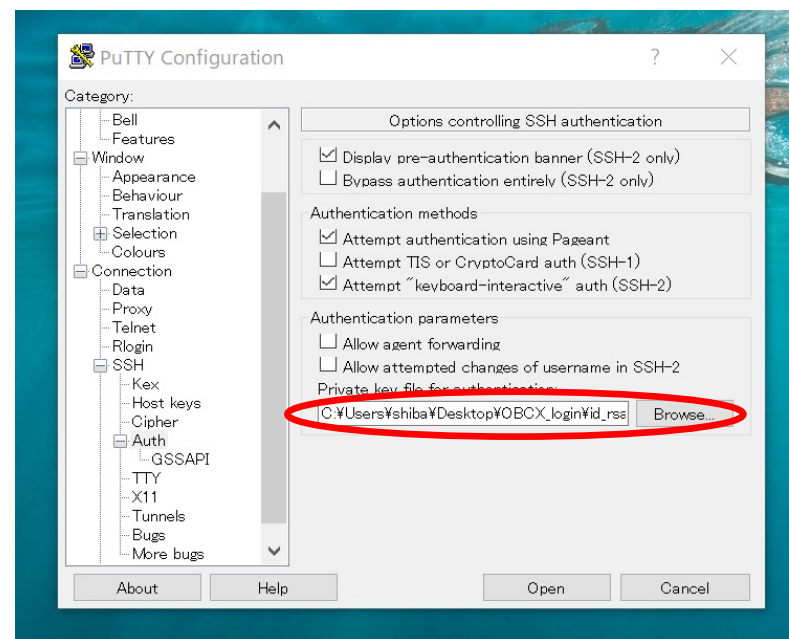 PuTTY Configuration
Category:
Bell
Features
Window
Appearance
Behaviour
Translation
Selection
Colours
Connection
Data
Proxy
Telnet
Rlogin
SSH
Kex
Host keys
Cipher
Auth
GSSAPI
TTY
X11
Tunnels
Bugs
More bugs
Options controlling SSH authentication
Display pre-authentication banner (SSH-2 only)
Bypass authentication entirely (SSH-2 only)
Authentication methods
Attempt authentication using Pageant
Attempt TIS or CryptoCard auth (SSH-1)
Attempt "keyboard-interactive" auth (SSH-2)
Authentication parameters
Allow agent forwarding
Allow attempted changes of username in SSH-2
Private key file for authentication:
C:¥Users¥shiba¥Desktop¥OBCX_login¥id_rsa
Browse...
About
Help
Open
Cancel